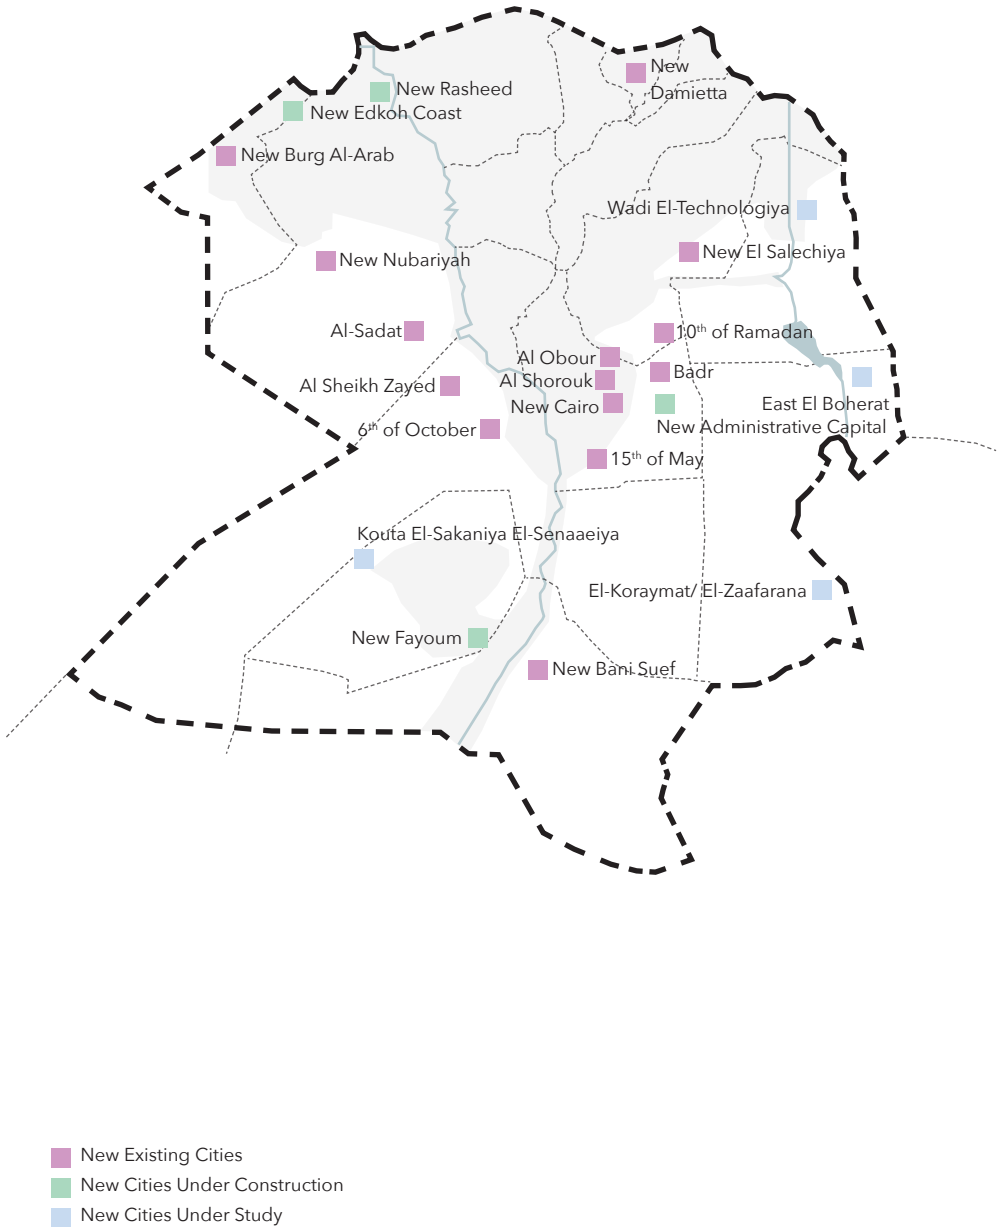 New
Damietta
New Rasheed
New Edkoh Coast
New Burg Al-Arab
Wadi El-Technologiya
New El Salechiya
New Nubariyah
Al-Sadat
10th of Ramadan
Al Obour
Badr
Al Shorouk
Al Sheikh Zayed
New Cairo
East El Boherat
New Administrative Capital
6th of October
15th of May
Kouta El-Sakaniya El-Senaaeiya
El-Koraymat/ El-Zaafarana
New Fayoum
New Bani Suef
New Existing Cities
New Cities Under Construction
New Cities Under Study